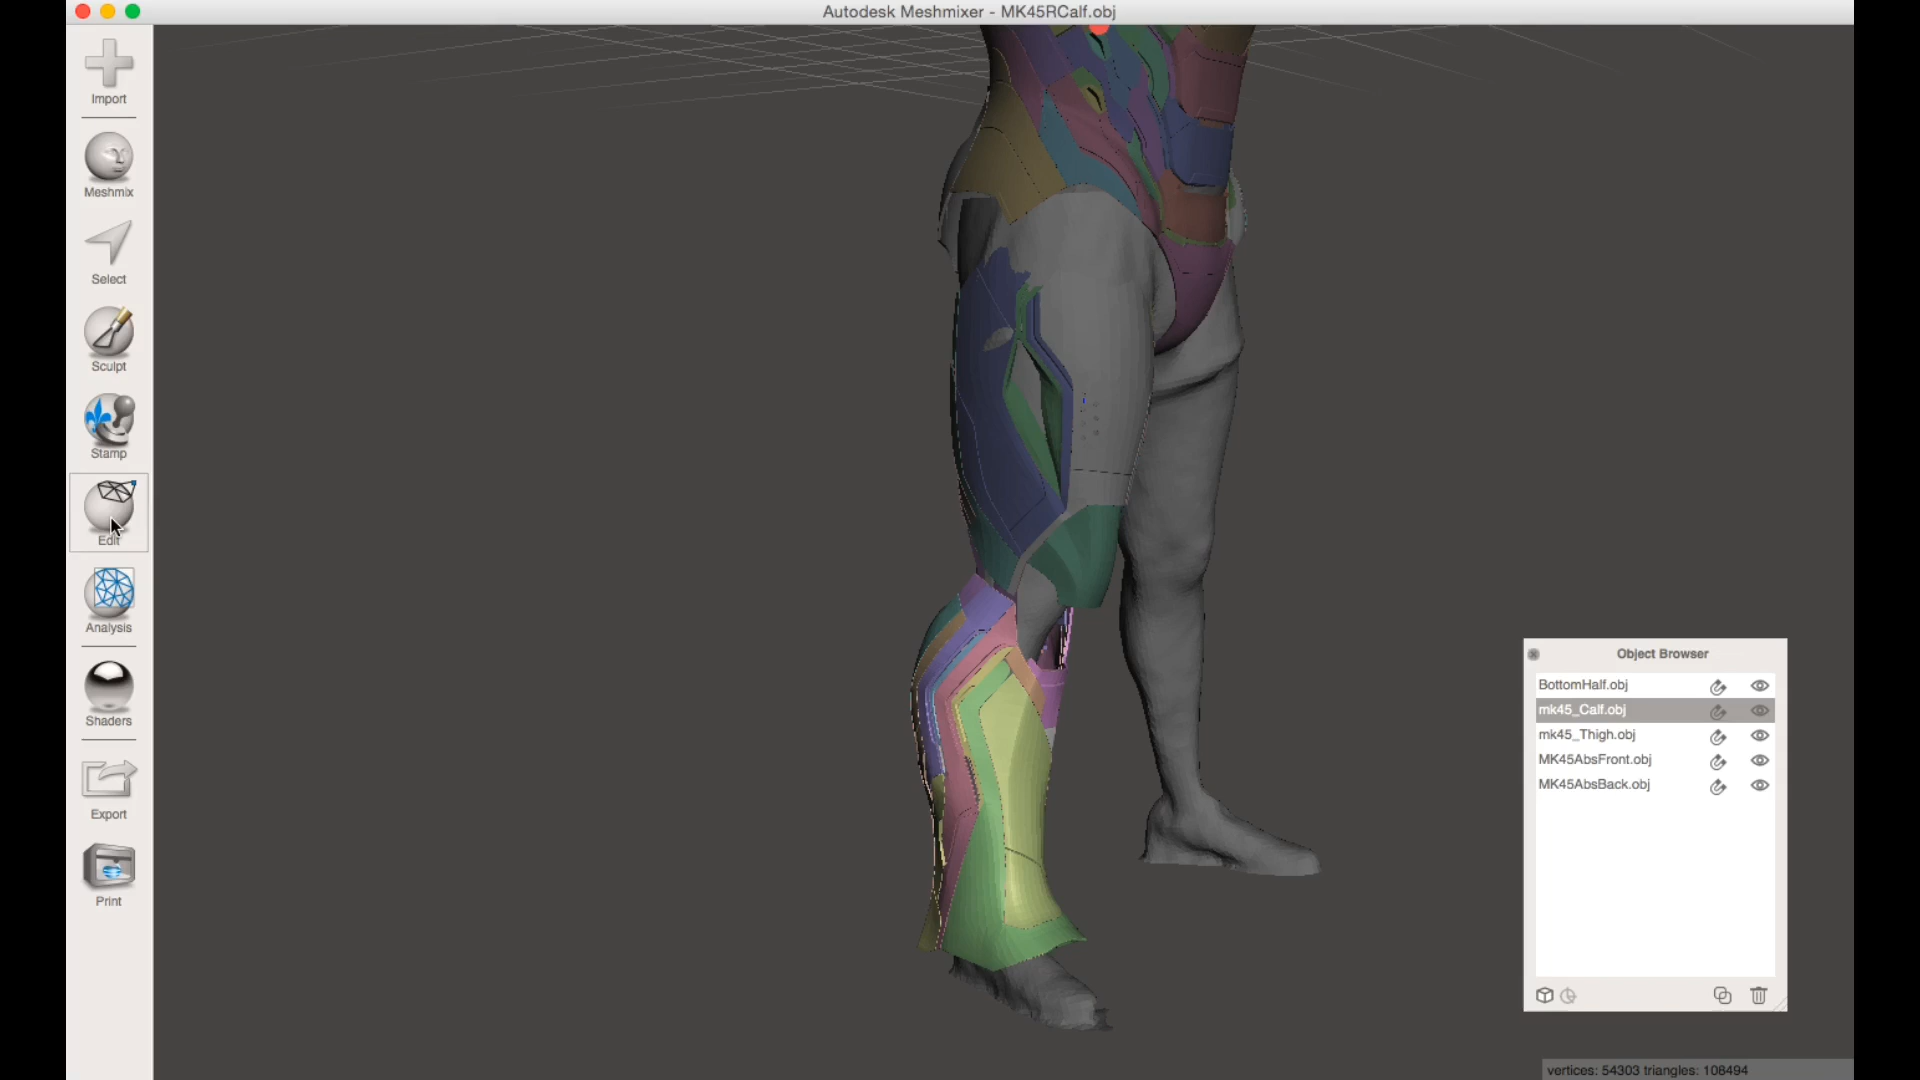 Autodesk Meshmixer - MK45RCalf.obj
Import
Meshmix
Select
Sculpt
Stamp
Edit
Analysis
Shaders
Export
Print
Object Browser
BottomHalf.obj
mk45_Calf.obj
mk45_Thigh.obj
MK45AbsFront.obj
MK45AbsBack.obj
vertices: 54303 triangles: 108494